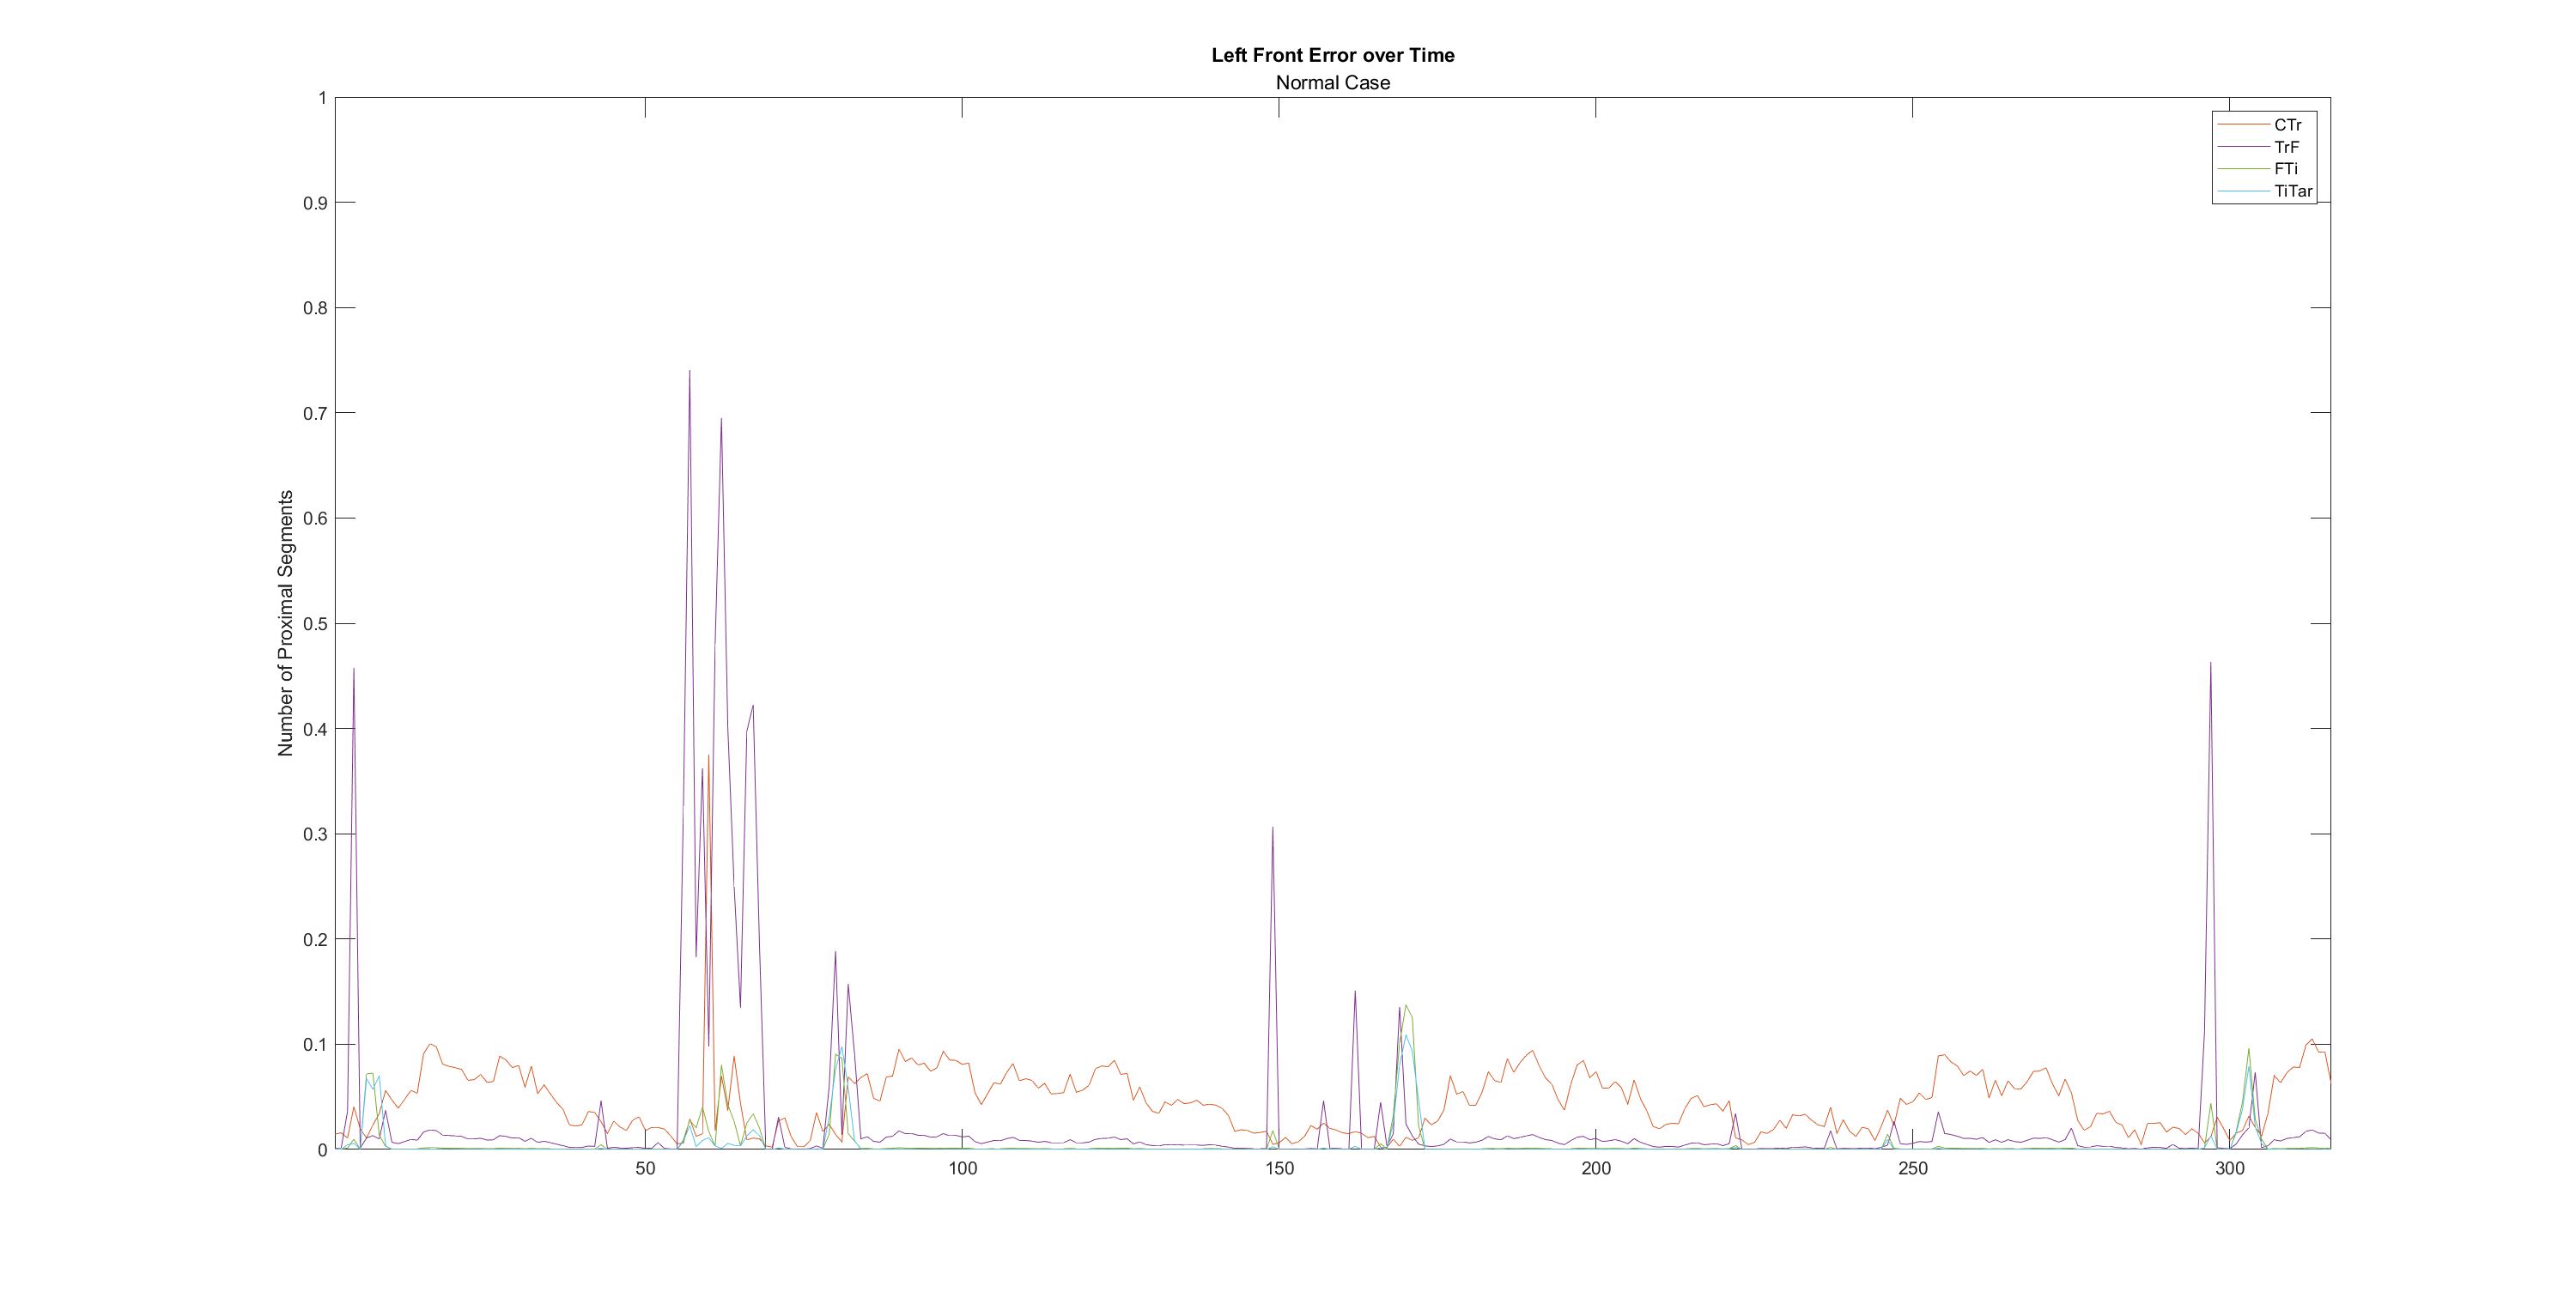 Left Front Error over Time
Normal Case
Number of Proximal Segments
1
0.9
0.8
0.7
0.6
0.5
0.4
0.3
0.2
0.1
0
50 100 150 200 250 300
CTr
TrF
FTi
TiTar